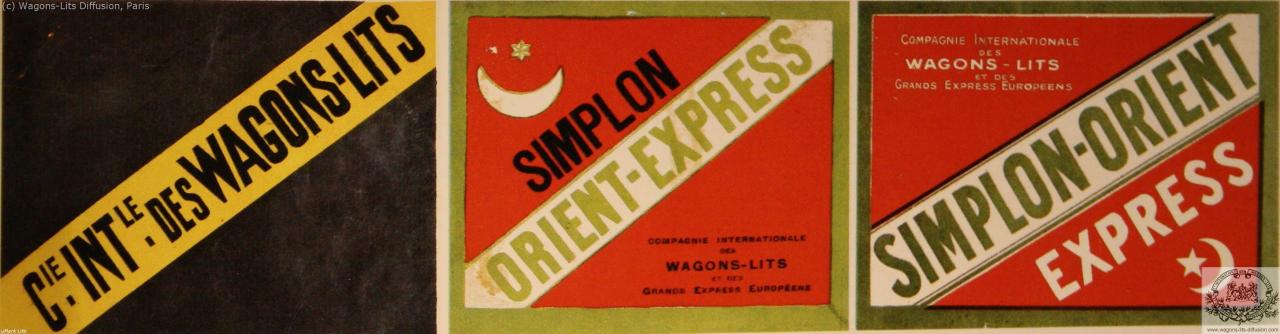 (c) Wagons-Lits Diffusion, Paris
CIE. INTLE. DES WAGONS-LITS
SIMPLON
ORIENT-EXPRESS
COMPAGNIE INTERNATIONALE
DES
WAGONS-LITS
ET DES
GRANDS EXPRESS EUROPÉENS
COMPAGNIE INTERNATIONALE
DES
WAGONS-LITS
ET DES
GRANDS EXPRESS EUROPÉENS
SIMPLON-ORIENT
EXPRESS
www.wagons-lits-diffusion.com